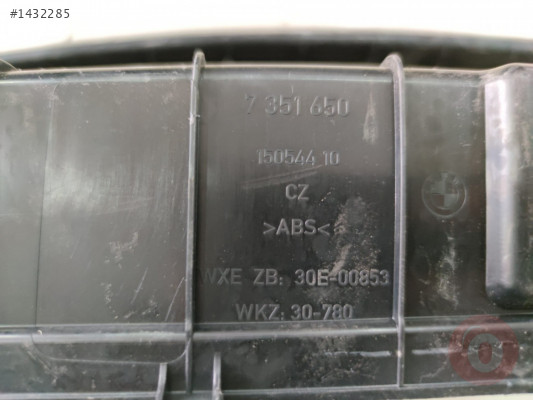 #1432285
7 351 650
150544 10
CZ
>ABS<
WXE ZB: 30E-00853
WKZ: 30-780